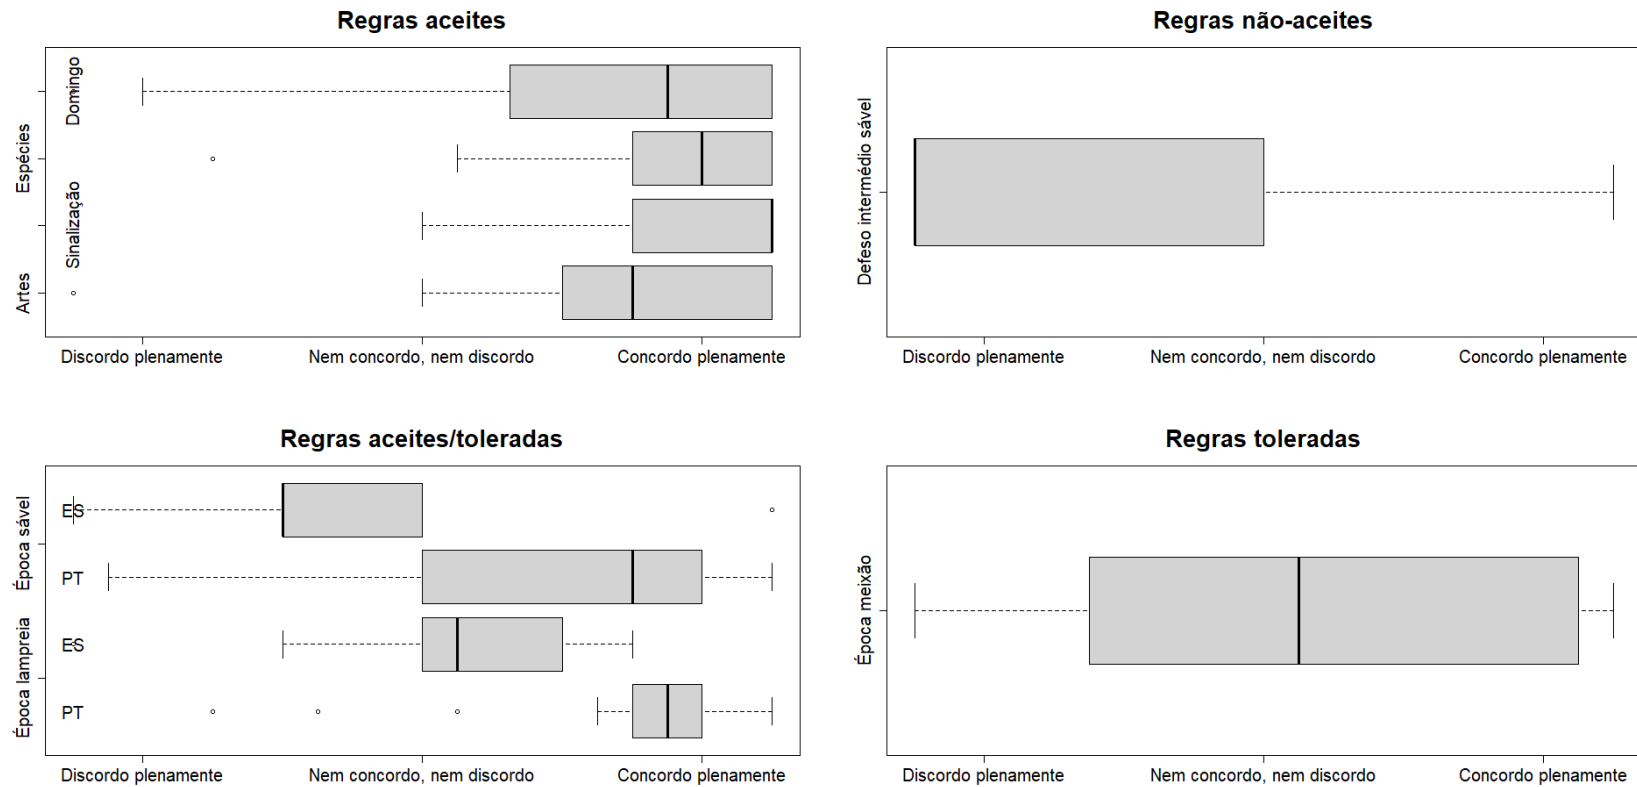 Regras aceites
Domingo
Espécies
Sinalização
Artes
Discordo plenamente
Nem concordo, nem discordo
Concordo plenamente
Regras não-aceites
Defeso intermédio sável
Discordo plenamente
Nem concordo, nem discordo
Concordo plenamente
Regras aceites/toleradas
Época sável
ES
PT
Época lampreia
ES
PT
Discordo plenamente
Nem concordo, nem discordo
Concordo plenamente
Regras toleradas
Época meixão
Discordo plenamente
Nem concordo, nem discordo
Concordo plenamente